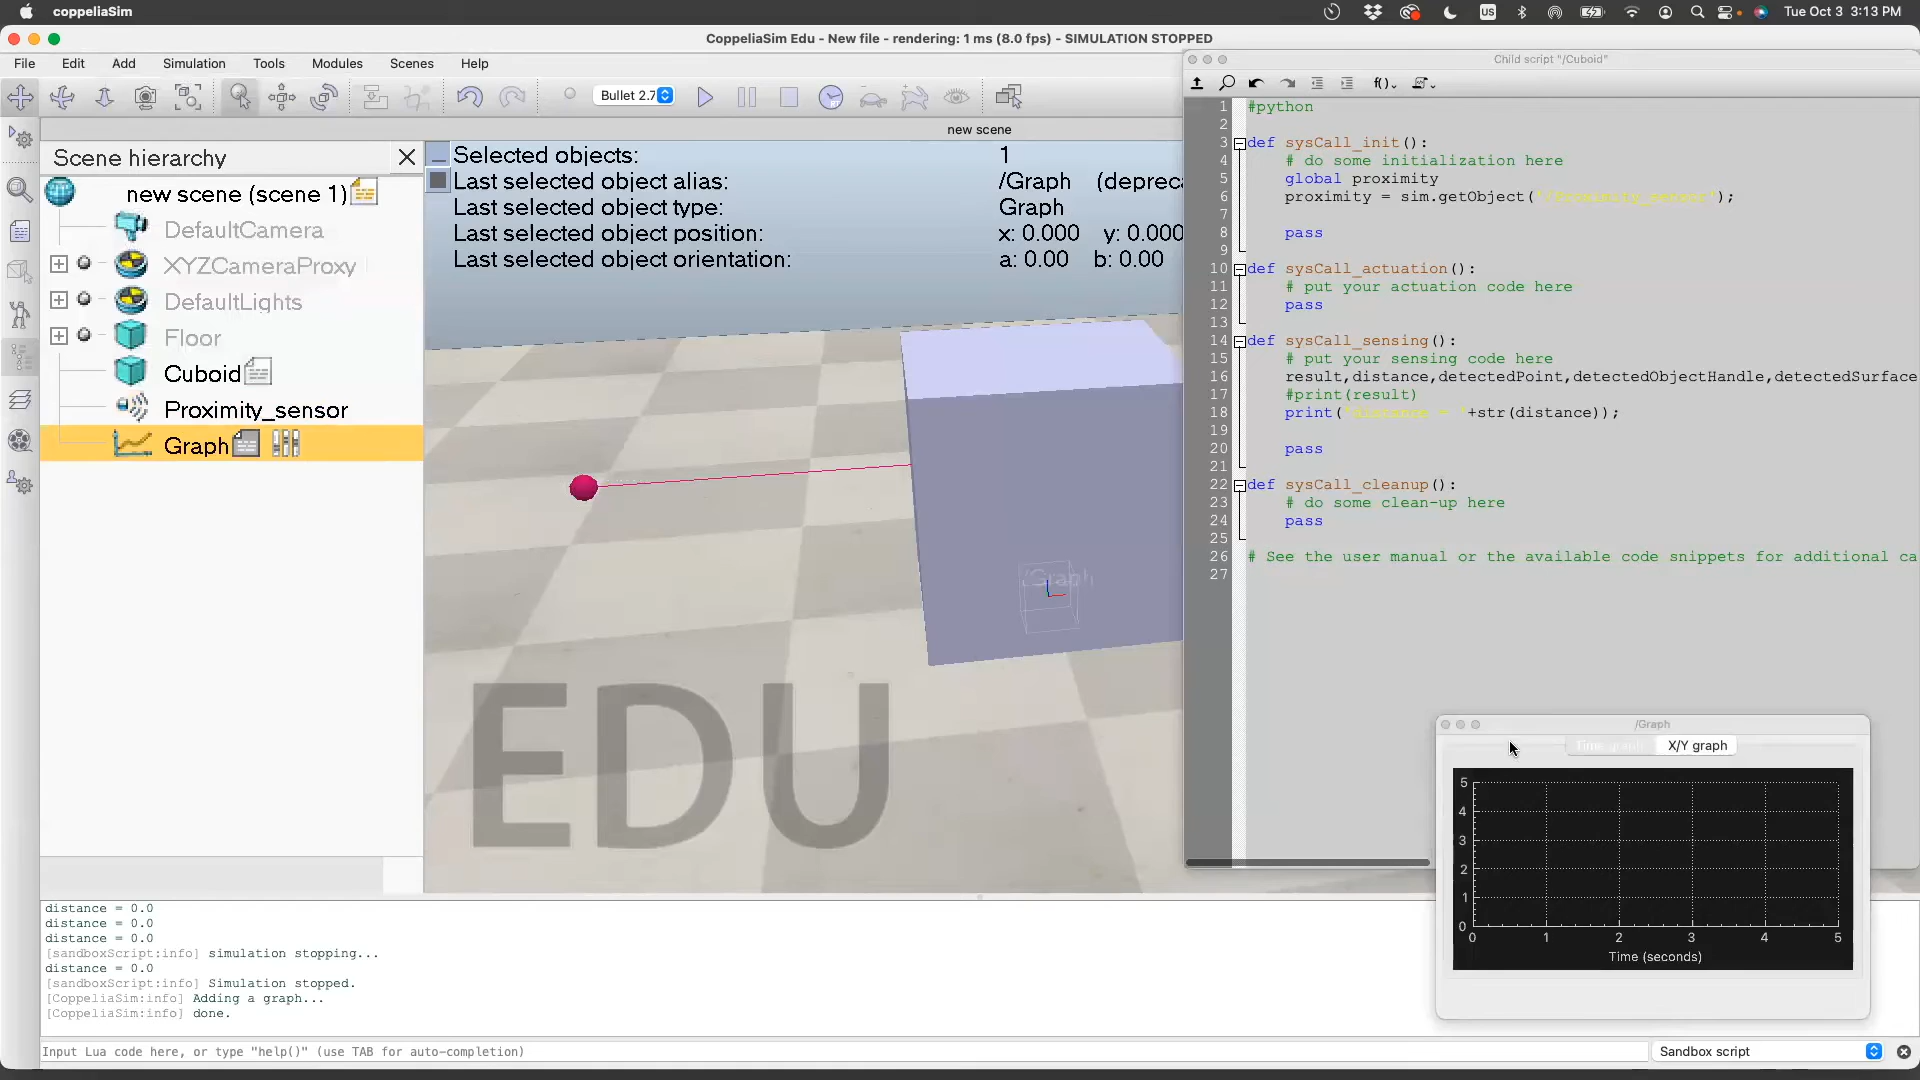 coppeliaSim
US
Tue Oct 3 3:13 PM
CoppeliaSim Edu - New file - rendering: 1 ms (8.0 fps) - SIMULATION STOPPED
File Edit Add Simulation Tools Modules Scenes Help
Bullet 2.7
new scene
Scene hierarchy
new scene (scene 1)
DefaultCamera
XYZCameraProxy
DefaultLights
Floor
Cuboid
Proximity_sensor
Graph
Selected objects: 1
Last selected object alias: /Graph (depreca
Last selected object type: Graph
Last selected object position: x: 0.000 y: 0.000
Last selected object orientation: a: 0.00 b: 0.00
/Graph
EDU
Child script "/Cuboid"
f()
1 #python
2
3 def sysCall_init():
4 # do some initialization here
5 global proximity
6 proximity = sim.getObject("/Proximity_sensor");
7
8 pass
9
10 def sysCall_actuation():
11 # put your actuation code here
12 pass
13
14 def sysCall_sensing():
15 # put your sensing code here
16 result,distance,detectedPoint,detectedObjectHandle,detectedSurface
17 #print(result)
18 print("distance = "+str(distance));
19
20 pass
21
22 def sysCall_cleanup():
23 # do some clean-up here
24 pass
25
26 # See the user manual or the available code snippets for additional ca
27
/Graph
Time graph X/Y graph
5
4
3
2
1
0
0 1 2 3 4 5
Time (seconds)
distance = 0.0
distance = 0.0
distance = 0.0
[sandboxScript:info] simulation stopping...
distance = 0.0
[sandboxScript:info] Simulation stopped.
[CoppeliaSim:info] Adding a graph...
[CoppeliaSim:info] done.
Input Lua code here, or type "help()" (use TAB for auto-completion)
Sandbox script